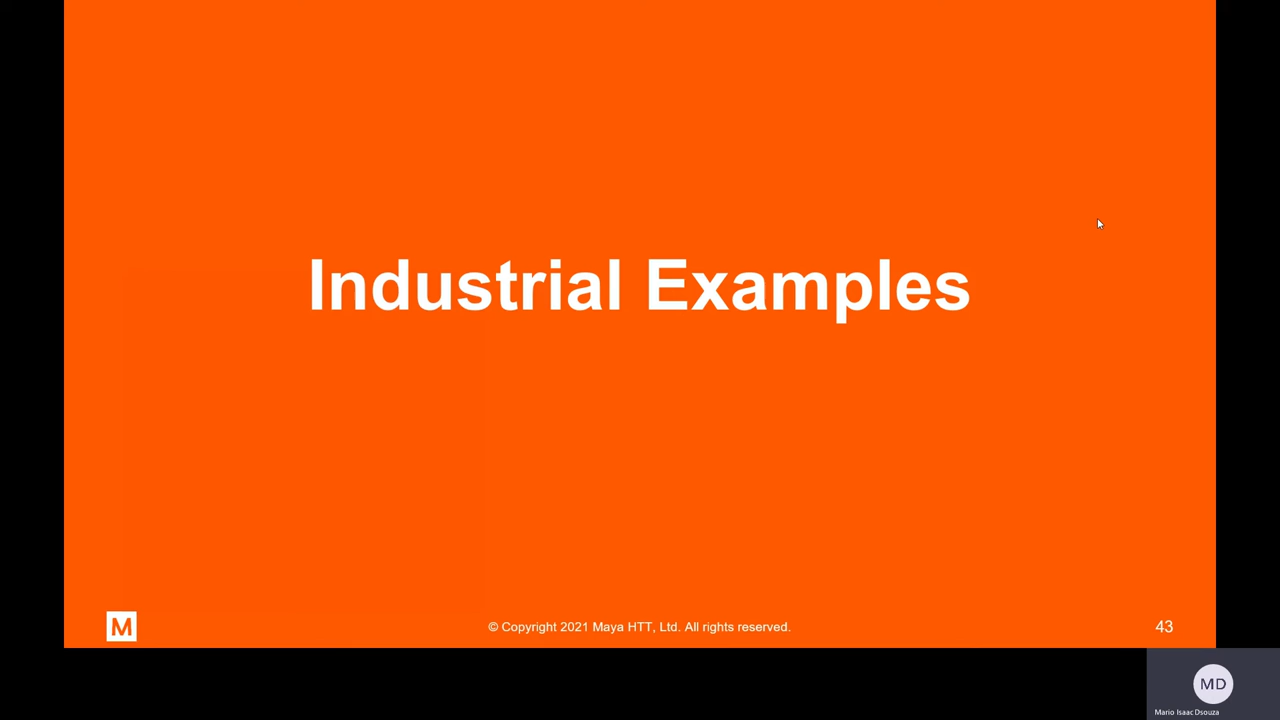 Industrial Examples
M
© Copyright 2021 Maya HTT, Ltd. All rights reserved.
43
MD
Mario Isaac Dsouza